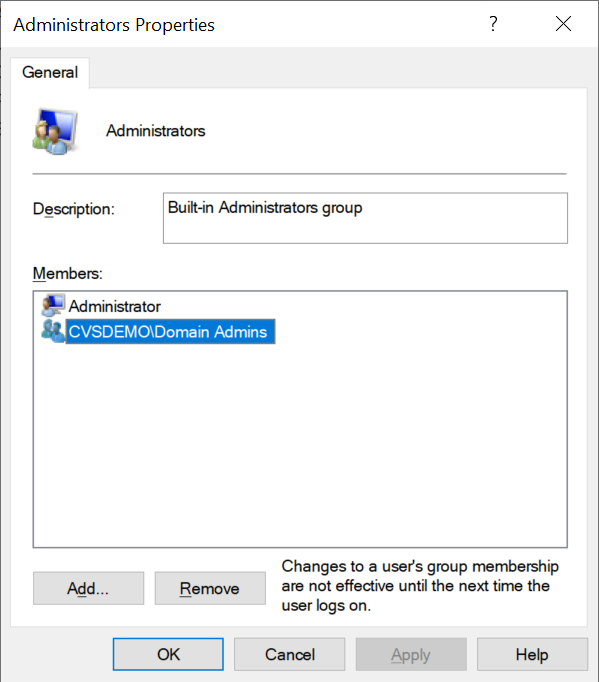 Administrators Properties
?
General
Administrators
Description:
Built-in Administrators group
Members:
Administrator
CVSDEMO\Domain Admins
Add...
Remove
Changes to a user's group membership
are not effective until the next time the
user logs on.
OK
Cancel
Apply
Help